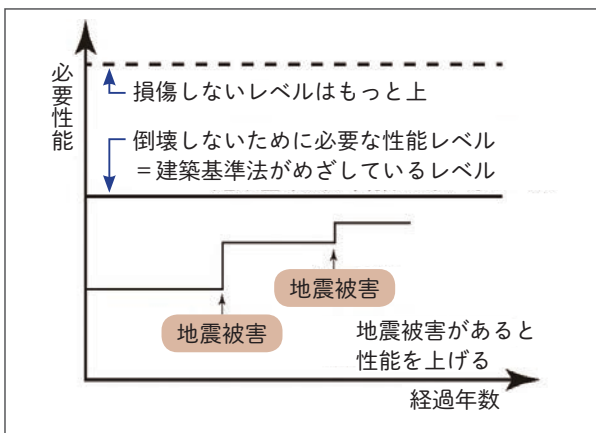 必要性能
損傷しないレベルはもっと上
倒壊しないために必要な性能レベル
＝建築基準法がめざしているレベル
地震被害
地震被害
地震被害があると
性能を上げる
経過年数